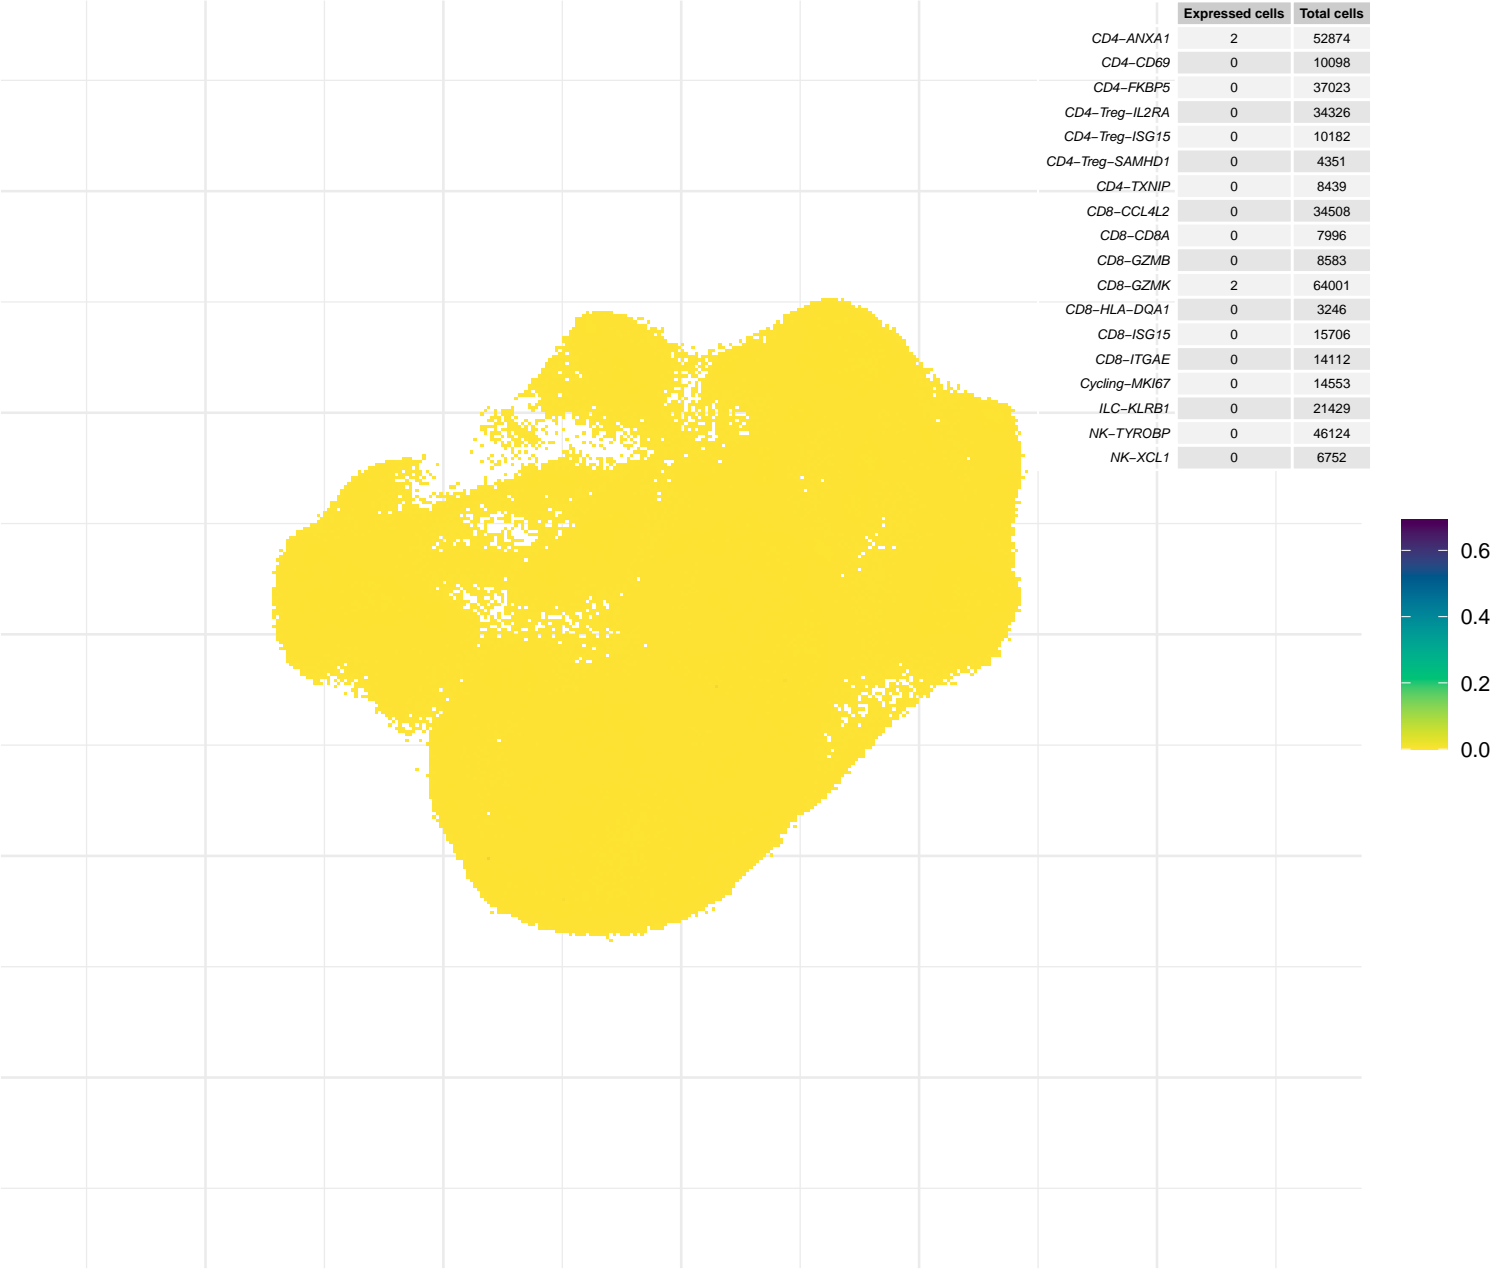 Expressed cells Total cells
CD4−ANXA1 2 52874
CD4−CD69 0 10098
CD4−FKBP5 0 37023
CD4−Treg−IL2RA 0 34326
CD4−Treg−ISG15 0 10182
CD4−Treg−SAMHD1 0 4351
CD4−TXNIP 0 8439
CD8−CCL4L2 0 34508
CD8−CD8A 0 7996
CD8−GZMB 0 8583
CD8−GZMK 2 64001
CD8−HLA−DQA1 0 3246
CD8−ISG15 0 15706
CD8−ITGAE 0 14112
Cycling−MKI67 0 14553
ILC−KLRB1 0 21429
NK−TYROBP 0 46124
NK−XCL1 0 6752
0.6
0.4
0.2
0.0